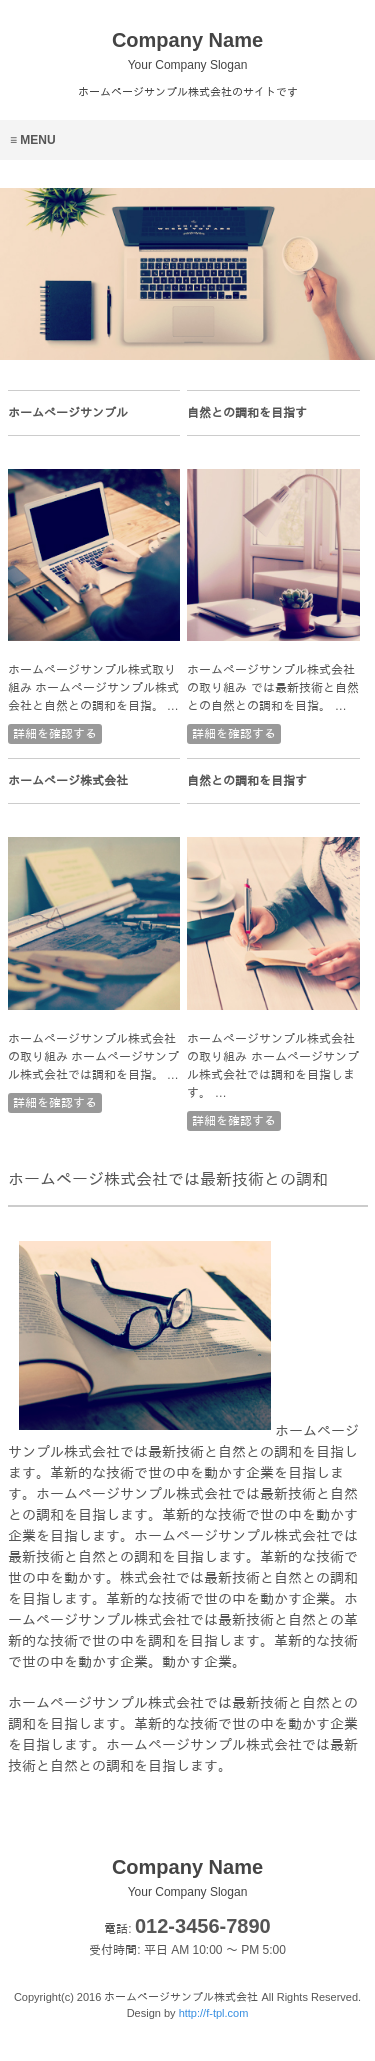 Company Name
Your Company Slogan
ホームページサンプル株式会社のサイトです
≡ MENU
ホームページサンプル
自然との調和を目指す
ホームページサンプル株式取り
組み ホームページサンプル株式
会社と自然との調和を目指。 …
詳細を確認する
ホームページサンプル株式会社
の取り組み では最新技術と自然
との自然との調和を目指。 …
詳細を確認する
ホームページ株式会社
自然との調和を目指す
ホームページサンプル株式会社
の取り組み ホームページサンプ
ル株式会社では調和を目指。 …
詳細を確認する
ホームページサンプル株式会社
の取り組み ホームページサンプ
ル株式会社では調和を目指しま
す。 …
詳細を確認する
ホームページ株式会社では最新技術との調和
ホームページ
サンプル株式会社では最新技術と自然との調和を目指し
ます。革新的な技術で世の中を動かす企業を目指しま
す。ホームページサンプル株式会社では最新技術と自然
との調和を目指します。革新的な技術で世の中を動かす
企業を目指します。ホームページサンプル株式会社では
最新技術と自然との調和を目指します。革新的な技術で
世の中を動かす。株式会社では最新技術と自然との調和
を目指します。革新的な技術で世の中を動かす企業。ホ
ームページサンプル株式会社では最新技術と自然との革
新的な技術で世の中を調和を目指します。革新的な技術
で世の中を動かす企業。動かす企業。
ホームページサンプル株式会社では最新技術と自然との
調和を目指します。革新的な技術で世の中を動かす企業
を目指します。ホームページサンプル株式会社では最新
技術と自然との調和を目指します。
Company Name
Your Company Slogan
電話: 012-3456-7890
受付時間: 平日 AM 10:00 〜 PM 5:00
Copyright(c) 2016 ホームページサンプル株式会社 All Rights Reserved.
Design by http://f-tpl.com